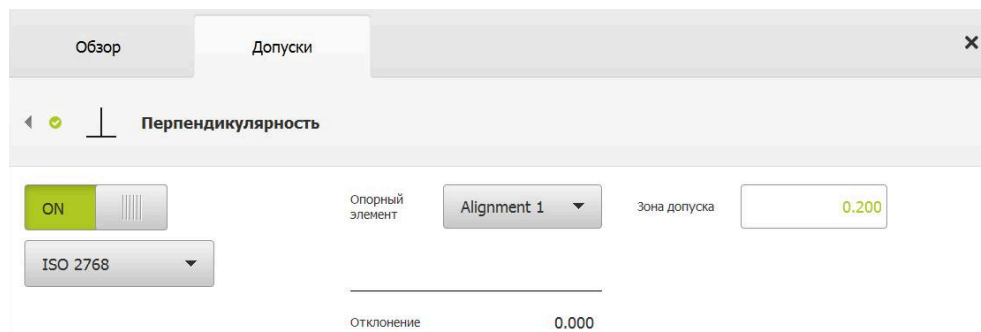 Обзор
Допуски
Перпендикулярность
ON
Опорный
элемент
Alignment 1
Зона допуска
0.200
ISO 2768
Отклонение
0.000